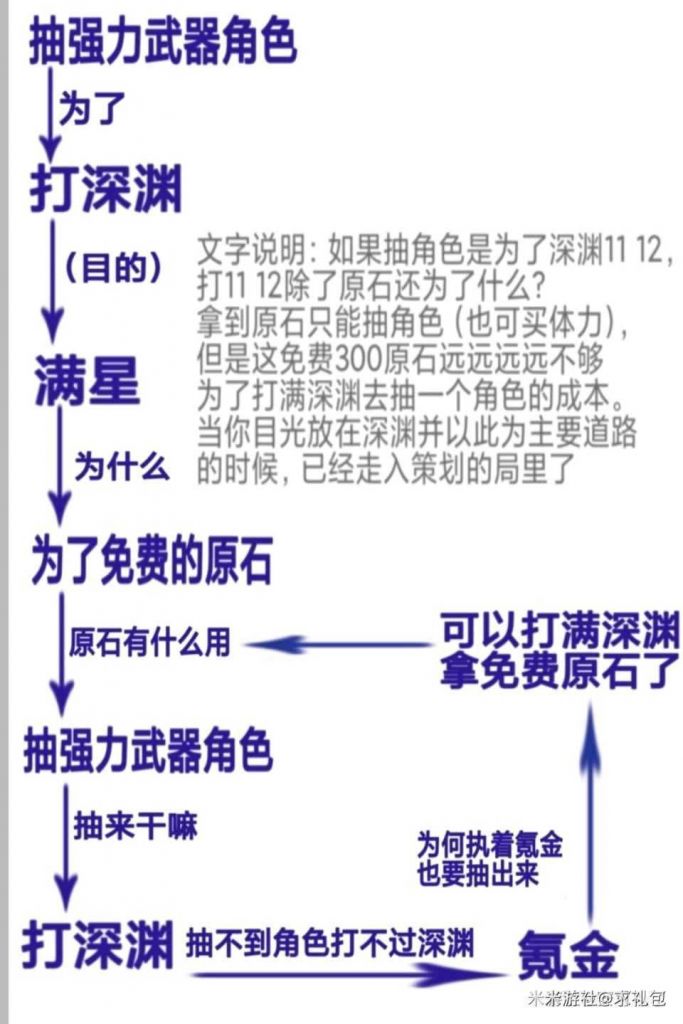 抽强力武器角色
为了
打深渊
（目的）
文字说明：如果抽角色是为了深渊11 12，
打11 12除了原石还为了什么？
拿到原石只能抽角色（也可买体力），
但是这免费300原石远远远远不够
为了打满深渊去抽一个角色的成本。
当你目光放在深渊并以此为主要道路
的时候，已经走入策划的局里了
满星
为什么
为了免费的原石
原石有什么用
可以打满深渊
拿免费原石了
抽强力武器角色
抽来干嘛
为何执着氪金
也要抽出来
打深渊
抽不到角色打不过深渊
氪金
米游社@求礼包